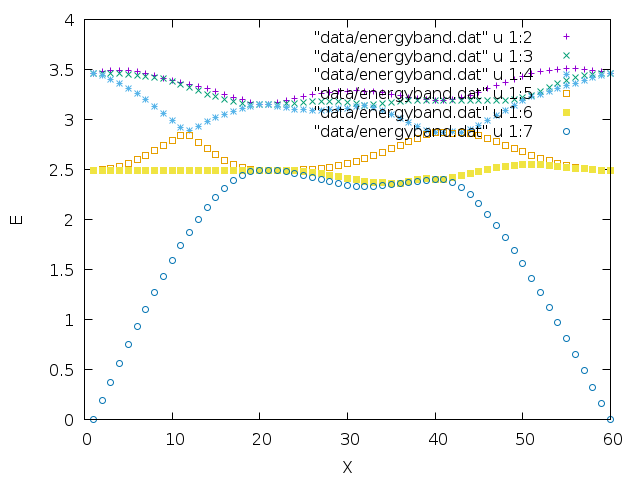 4
3.5
3
2.5
2
1.5
1
0.5
0
E
"data/energyband.dat" u 1:2
"data/energyband.dat" u 1:3
"data/energyband.dat" u 1:4
"data/energyband.dat" u 1:5
"data/energyband.dat" u 1:6
"data/energyband.dat" u 1:7
0 10 20 30 40 50 60
X